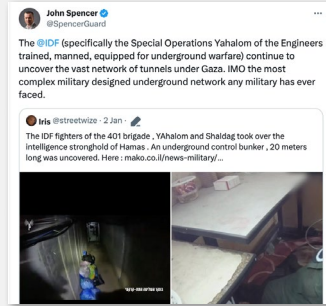 John Spencer
@SpencerGuard
The @IDF (specifically the Special Operations Yahalom of the Engineers
trained, manned, equipped for underground warfare) continue to
uncover the vast network of tunnels under Gaza. IMO the most
complex military designed underground network any military has ever
faced.
Iris @streetwize · 2 Jan ·
The IDF fighters of the 401 brigade , YAhalom and Shaldag took over the
intelligence stronghold of Hamas . An underground control bunker , 20 meters
long was uncovered. Here : mako.co.il/news-military/...